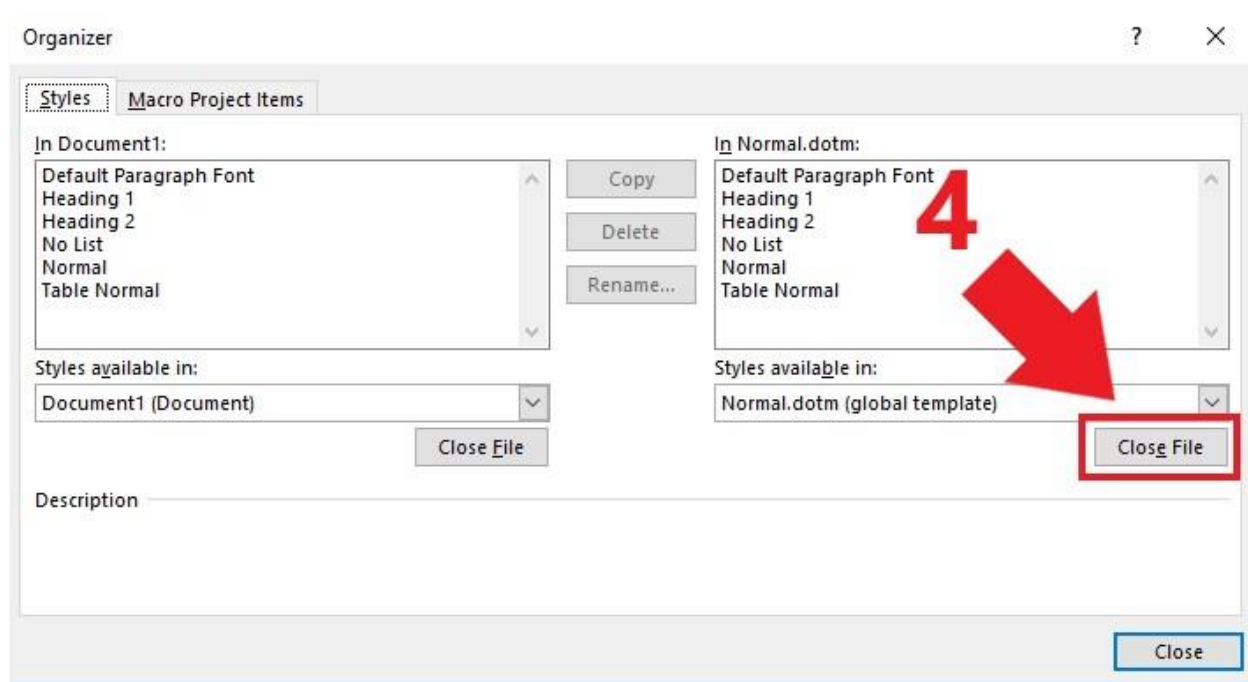 Organizer
?
Styles
Macro Project Items
In Document1:
Default Paragraph Font
Heading 1
Heading 2
No List
Normal
Table Normal
Styles available in:
Document1 (Document)
Close File
Copy
Delete
Rename...
In Normal.dotm:
Default Paragraph Font
Heading 1
Heading 2
No List
Normal
Table Normal
4
Styles available in:
Normal.dotm (global template)
Close File
Description
Close